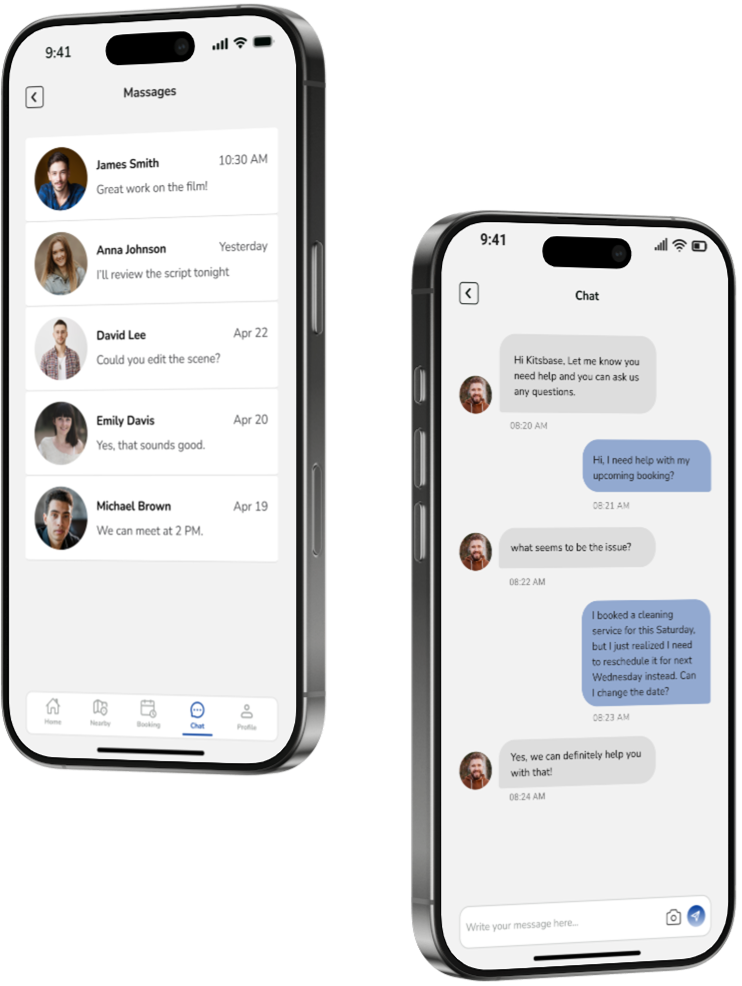 9:41
Massages
James Smith
10:30 AM
Great work on the film!
Anna Johnson
Yesterday
I'll review the script tonight
David Lee
Apr 22
Could you edit the scene?
Emily Davis
Apr 20
Yes, that sounds good.
Michael Brown
Apr 19
We can meet at 2 PM.
Home
Nearby
Booking
Chat
Profile
9:41
Chat
Hi Kitsbase, Let me know you
need help and you can ask us
any questions.
08:20 AM
Hi, I need help with my
upcoming booking?
08:21 AM
what seems to be the issue?
08:22 AM
I booked a cleaning
service for this Saturday,
but I just realized I need
to reschedule it for next
Wednesday instead. Can
I change the date?
08:23 AM
Yes, we can definitely help you
with that!
08:24 AM
Write your message here...